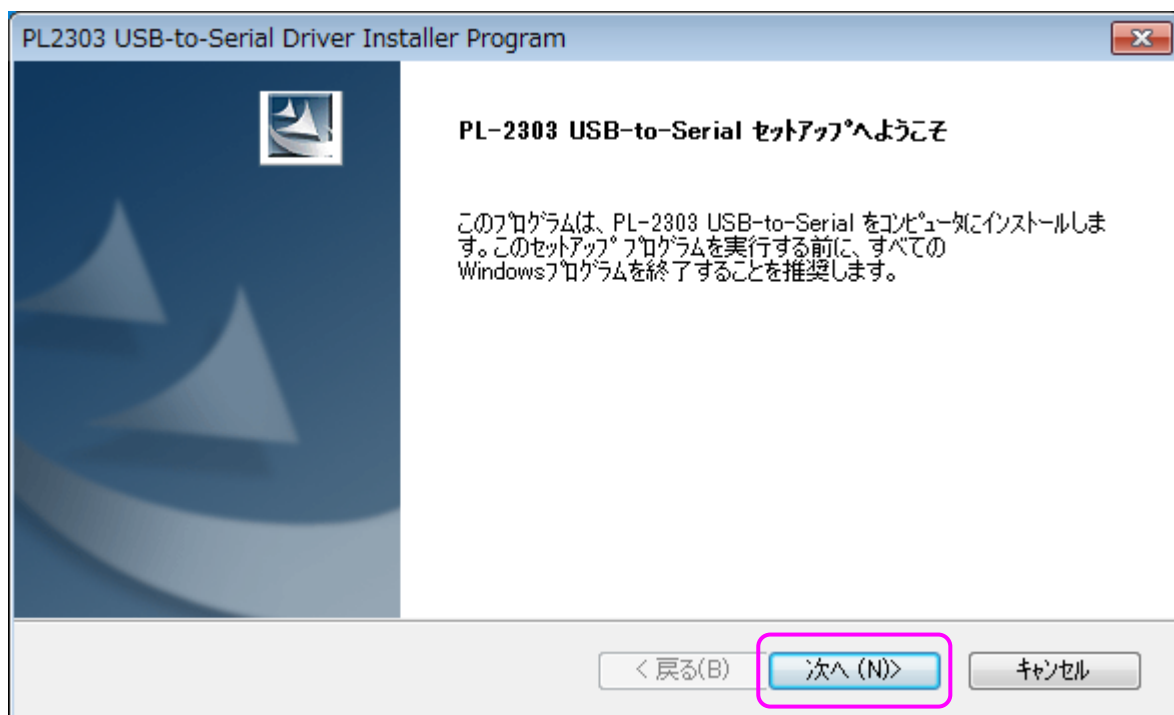 PL2303 USB-to-Serial Driver Installer Program
PL-2303 USB-to-Serial ｾｯﾄｱｯﾌﾟへようこそ
このﾌﾟﾛｸﾞﾗﾑは、PL-2303 USB-to-Serial をｺﾝﾋﾟｭｰﾀにｲﾝｽﾄｰﾙしま
す。このｾｯﾄｱｯﾌﾟ ﾌﾟﾛｸﾞﾗﾑを実行する前に、すべての
Windowsﾌﾟﾛｸﾞﾗﾑを終了することを推奨します。
< 戻る(B)
次へ (N)>
ｷｬﾝｾﾙ